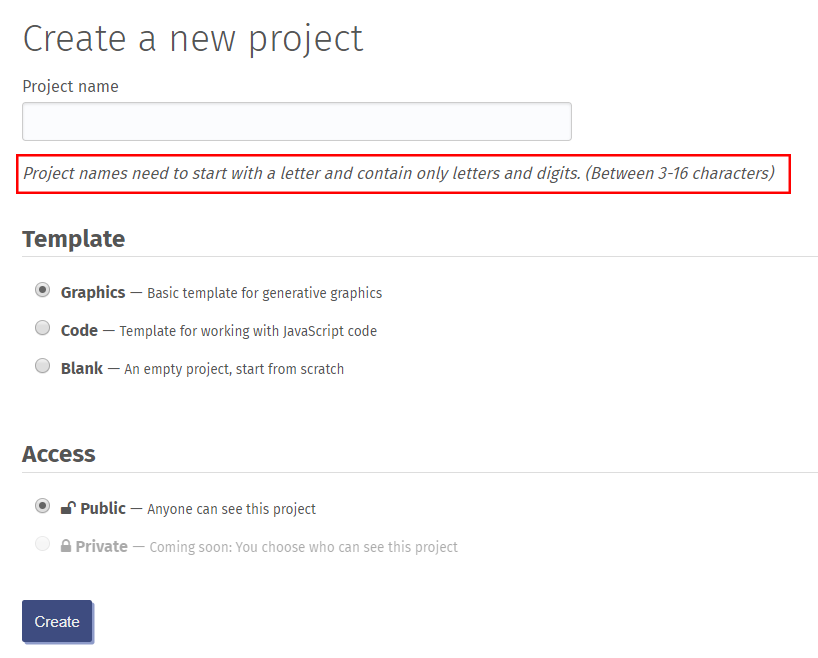 Create a new project
Project name
Project names need to start with a letter and contain only letters and digits. (Between 3-16 characters)
Template
Graphics — Basic template for generative graphics
Code — Template for working with JavaScript code
Blank — An empty project, start from scratch
Access
Public — Anyone can see this project
Private — Coming soon: You choose who can see this project
Create